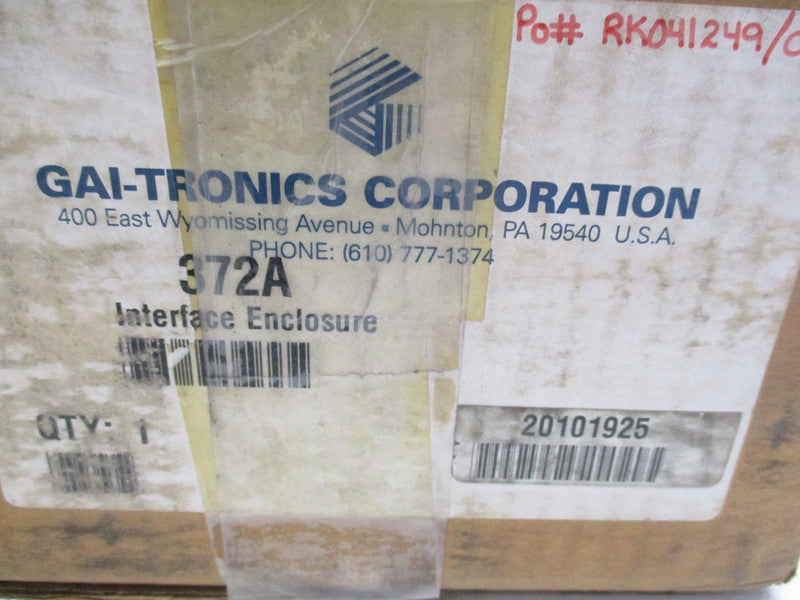 Po# RK041249/
GAI-TRONICS CORPORATION
400 East Wyomissing Avenue ▪ Mohnton, PA 19540 U.S.A.
PHONE: (610) 777-1374
372A
Interface Enclosure
QTY: 1
20101925